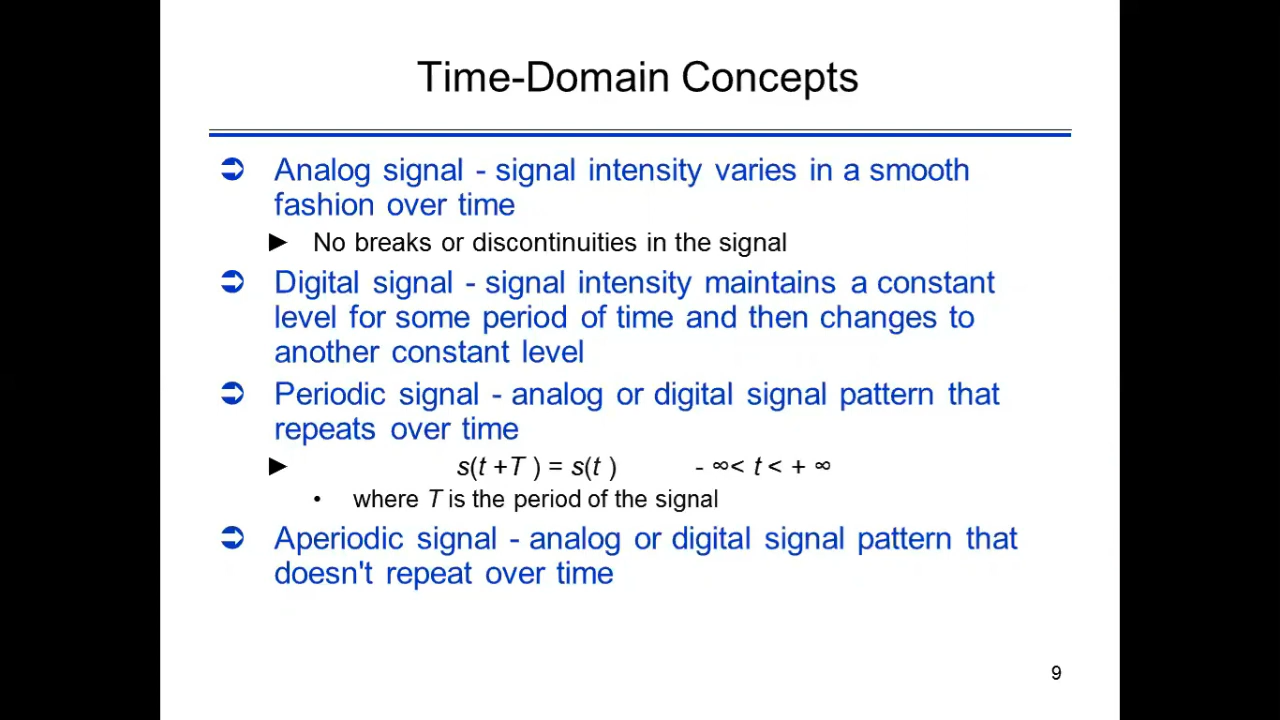 Time-Domain Concepts
➲ Analog signal - signal intensity varies in a smooth
fashion over time
► No breaks or discontinuities in the signal
➲ Digital signal - signal intensity maintains a constant
level for some period of time and then changes to
another constant level
➲ Periodic signal - analog or digital signal pattern that
repeats over time
► s(t +T ) = s(t ) - ∞< t < + ∞
• where T is the period of the signal
➲ Aperiodic signal - analog or digital signal pattern that
doesn't repeat over time
9